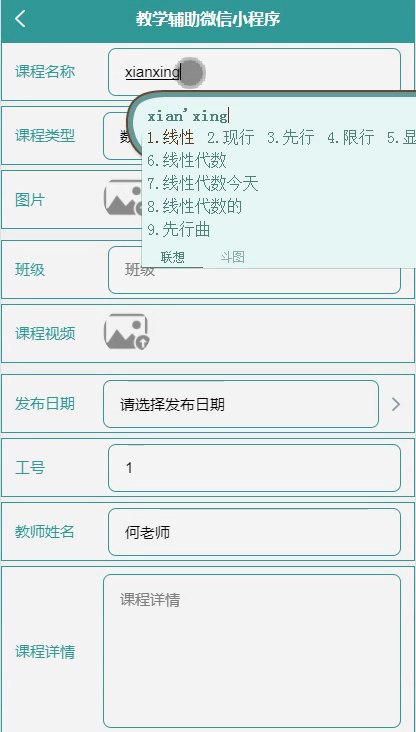 教学辅助微信小程序
课程名称
xianxing
xian'xing
1.线性 2.现行 3.先行 4.限行 5.显
6.线性代数
7.线性代数今天
8.线性代数的
9.先行曲
联想 斗图
课程类型
数
图片
班级
班级
课程视频
发布日期
请选择发布日期
工号
1
教师姓名
何老师
课程详情
课程详情